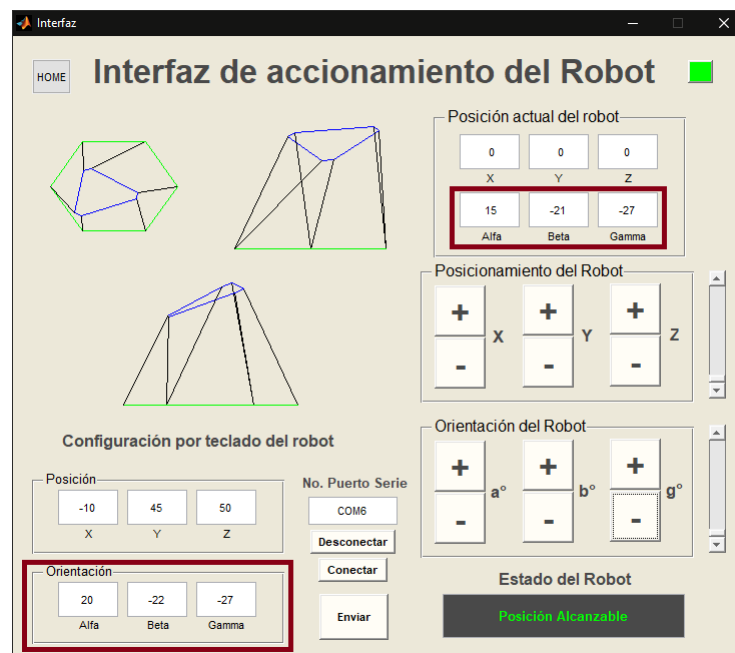 Interfaz
HOME
Interfaz de accionamiento del Robot
Posición actual del robot
0 0 0
X Y Z
15 -21 -27
Alfa Beta Gamma
Posicionamiento del Robot
+ + +
X Y Z
- - -
Orientación del Robot
+ + +
a° b° g°
- - -
Configuración por teclado del robot
Posición
-10 45 50
X Y Z
Orientación
20 -22 -27
Alfa Beta Gamma
No. Puerto Serie
COM6
Desconectar
Conectar
Enviar
Estado del Robot
Posición Alcanzable